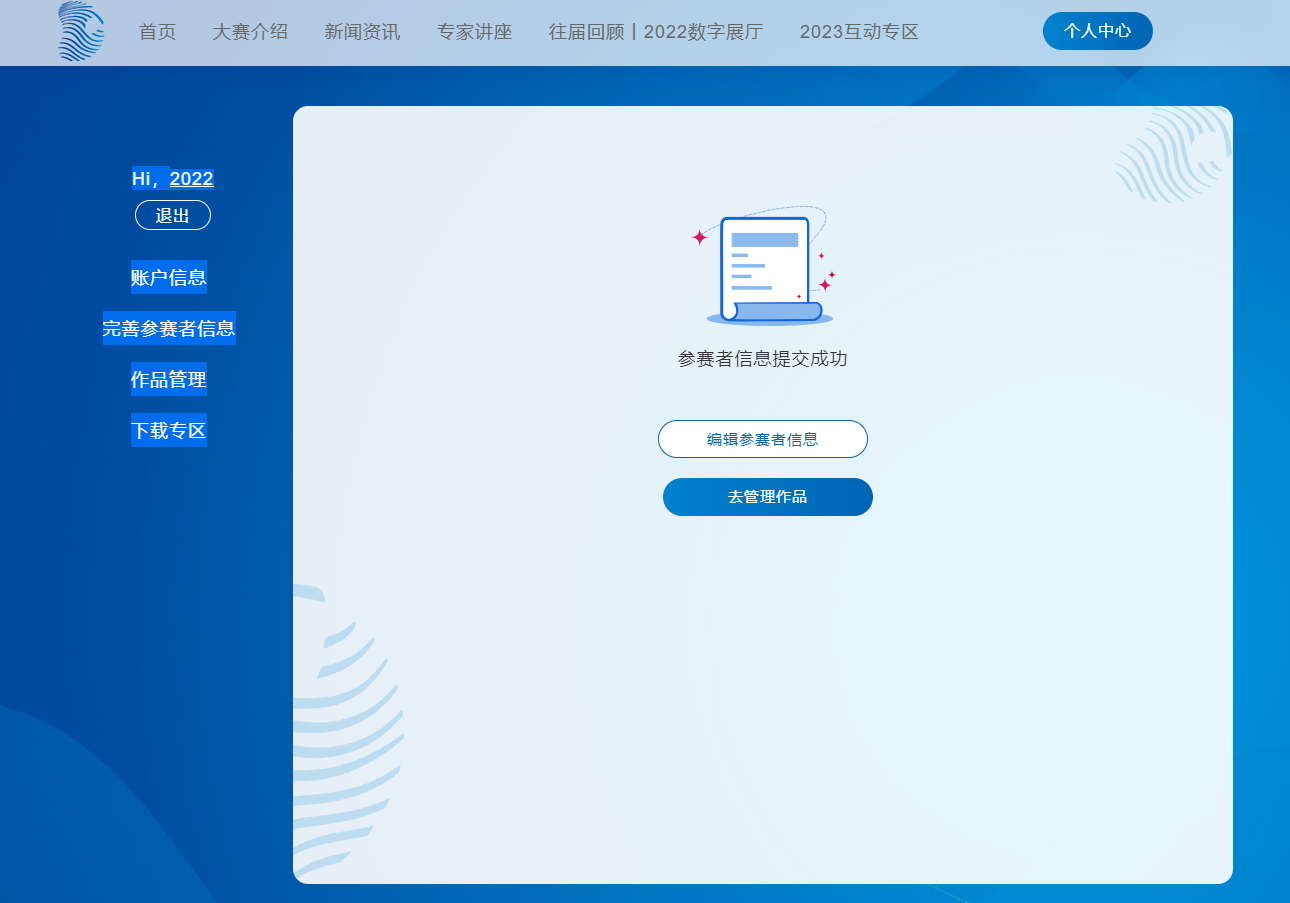 首页 大赛介绍 新闻资讯 专家讲座 往届回顾丨2022数字展厅 2023互动专区 个人中心
Hi，2022
退出
账户信息
完善参赛者信息
作品管理
下载专区
参赛者信息提交成功
编辑参赛者信息
去管理作品